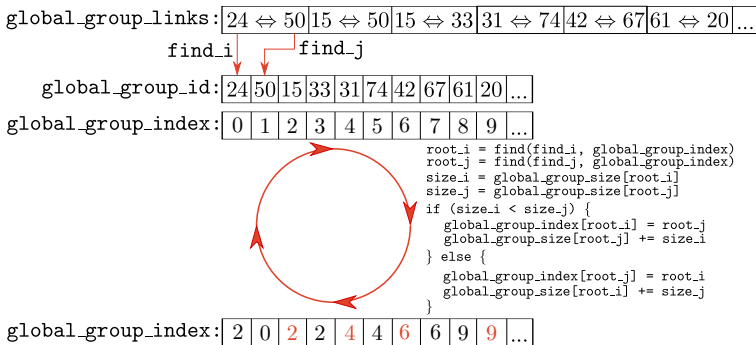 global_group_links: 24 ⇔ 50 15 ⇔ 50 15 ⇔ 33 31 ⇔ 74 42 ⇔ 67 61 ⇔ 20 ...
find_i find_j
global_group_id: 24 50 15 33 31 74 42 67 61 20 ...
global_group_index: 0 1 2 3 4 5 6 7 8 9 ...
root_i = find(find_i, global_group_index)
root_j = find(find_j, global_group_index)
size_i = global_group_size[root_i]
size_j = global_group_size[root_j]
if (size_i < size_j) {
global_group_index[root_i] = root_j
global_group_size[root_j] += size_i
} else {
global_group_index[root_j] = root_i
global_group_size[root_i] += size_j
}
global_group_index: 2 0 2 2 4 4 6 6 9 9 ...